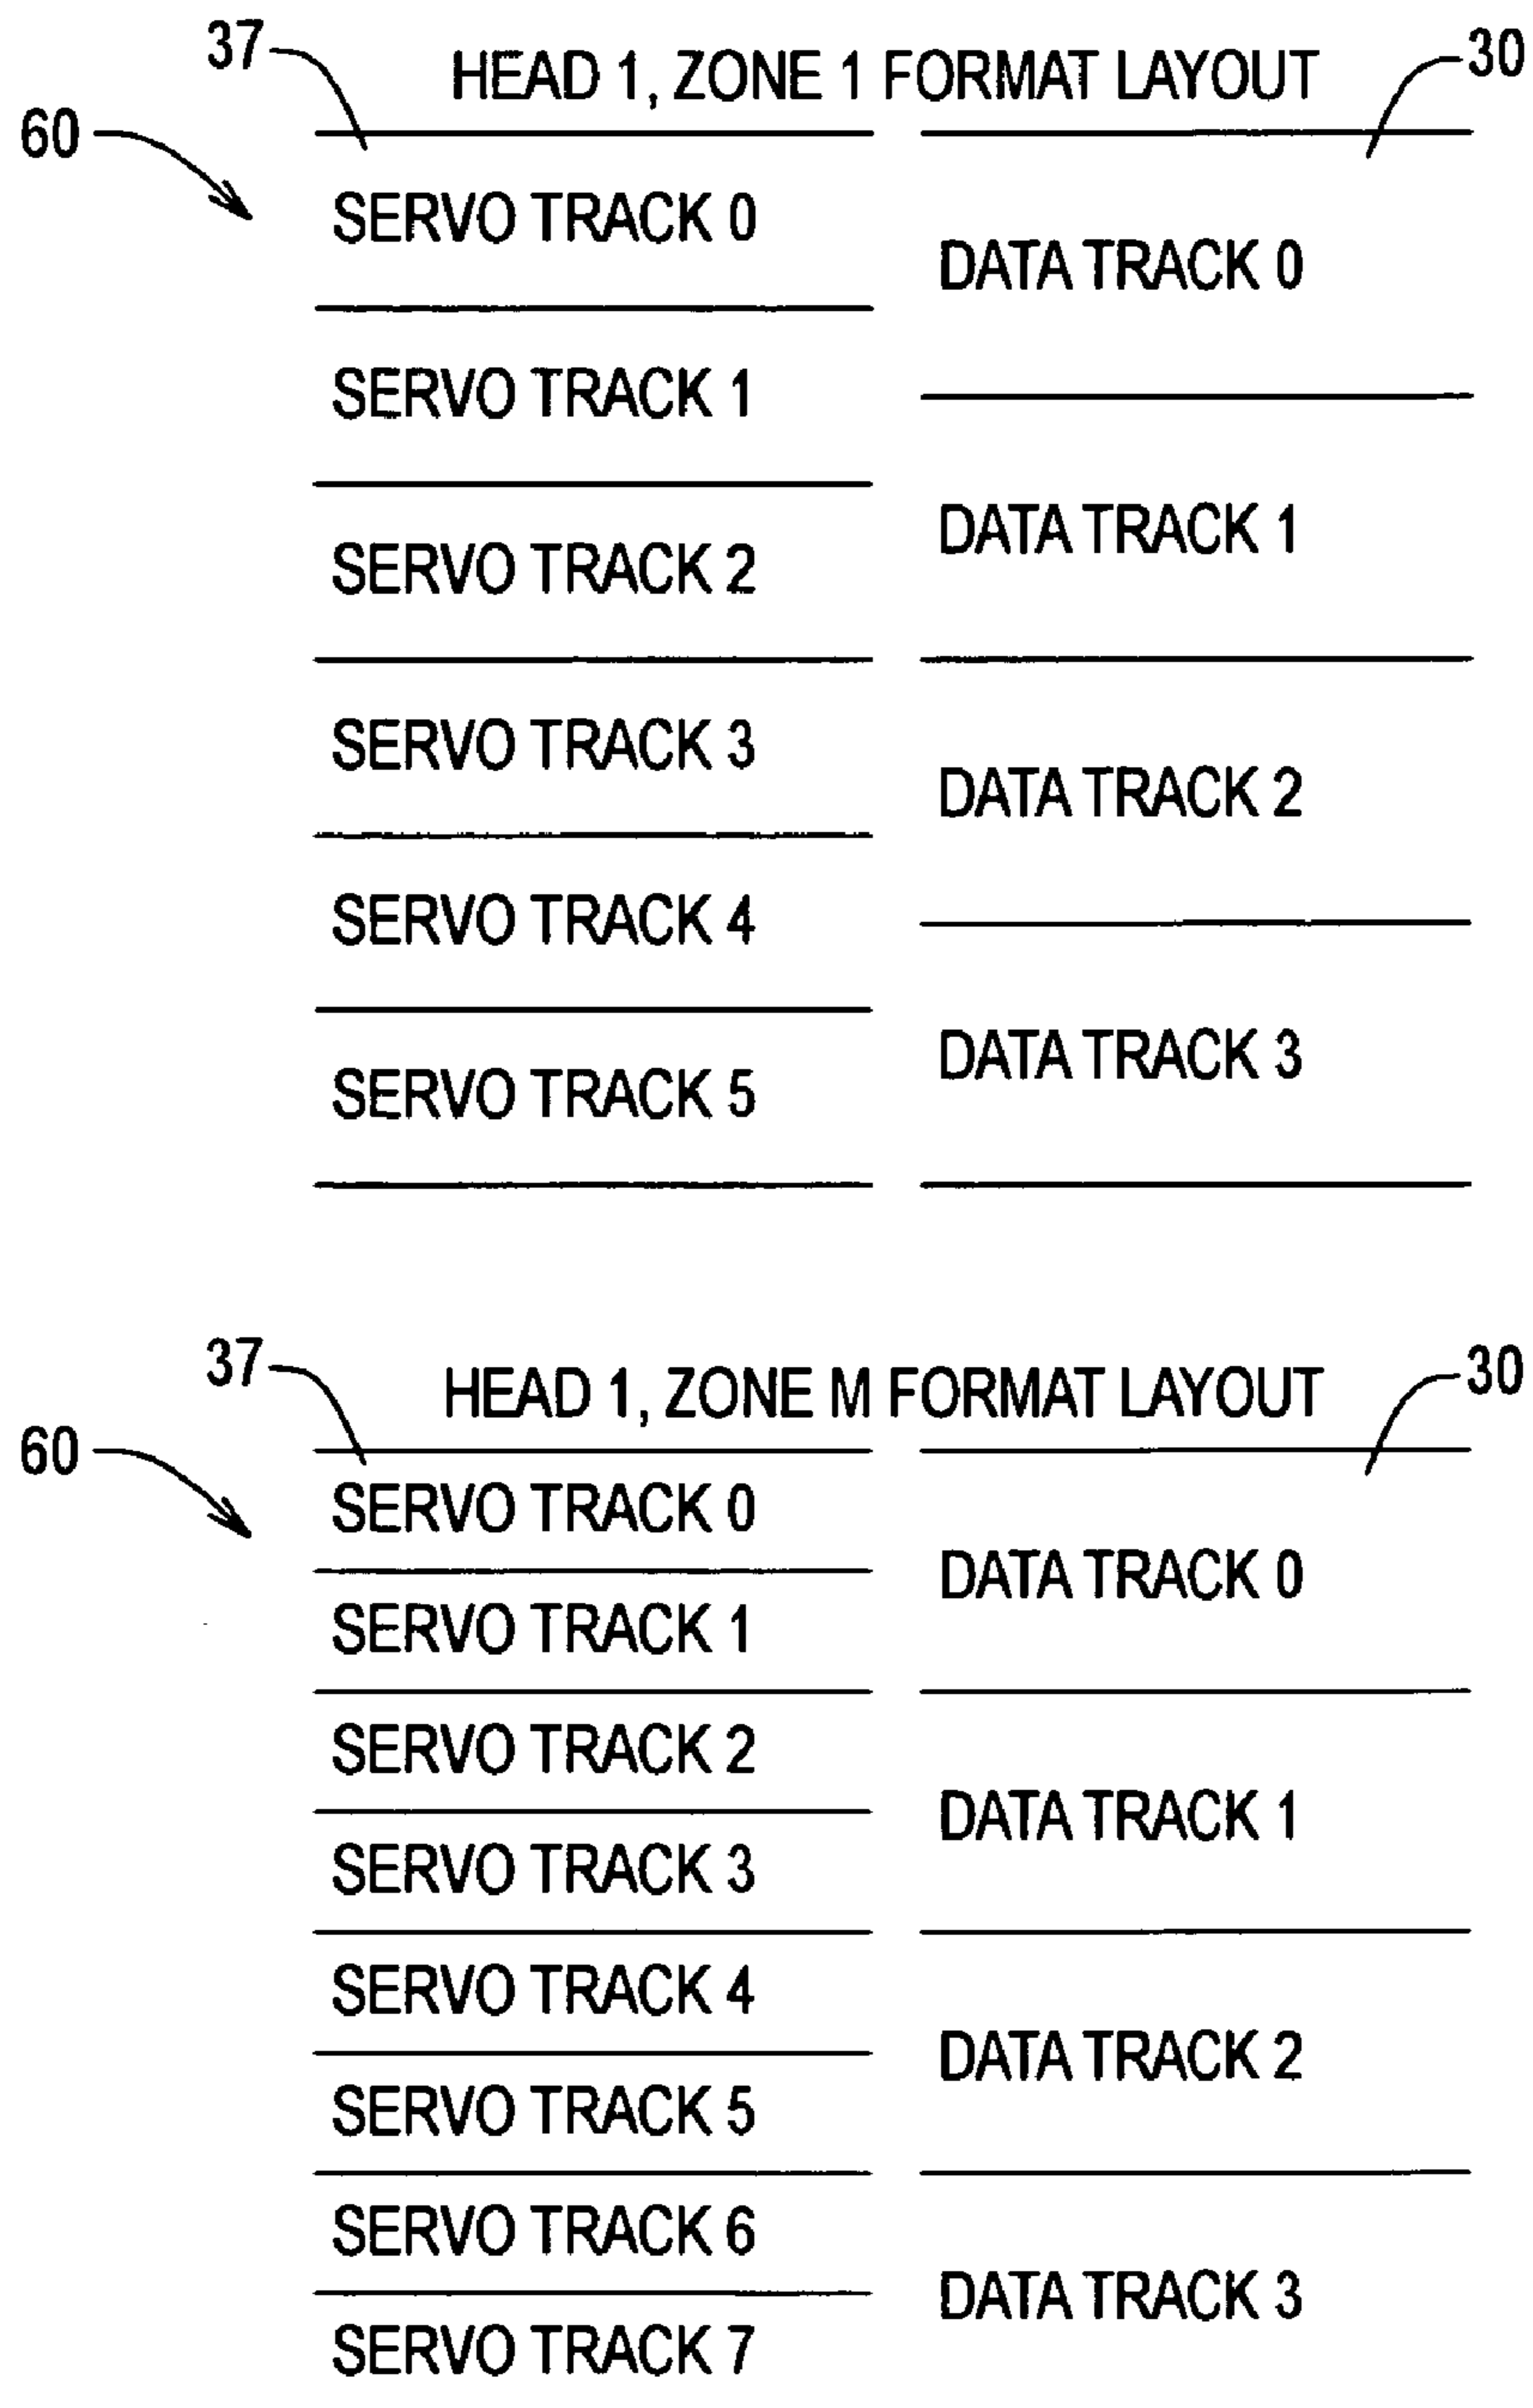 37
HEAD 1, ZONE 1 FORMAT LAYOUT
30
60
SERVO TRACK 0
DATA TRACK 0
SERVO TRACK 1
DATA TRACK 1
SERVO TRACK 2
SERVO TRACK 3
DATA TRACK 2
SERVO TRACK 4
DATA TRACK 3
SERVO TRACK 5
37
HEAD 1, ZONE M FORMAT LAYOUT
30
60
SERVO TRACK 0
DATA TRACK 0
SERVO TRACK 1
SERVO TRACK 2
DATA TRACK 1
SERVO TRACK 3
SERVO TRACK 4
DATA TRACK 2
SERVO TRACK 5
SERVO TRACK 6
DATA TRACK 3
SERVO TRACK 7